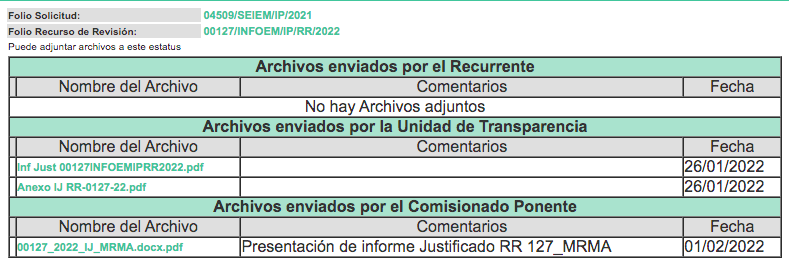 Folio Solicitud: 04509/SEIEM/IP/2021
Folio Recurso de Revisión: 00127/INFOEM/IP/RR/2022
Puede adjuntar archivos a este estatus
Archivos enviados por el Recurrente
Nombre del Archivo Comentarios Fecha
No hay Archivos adjuntos
Archivos enviados por la Unidad de Transparencia
Nombre del Archivo Comentarios Fecha
Inf Just 00127INFOEMIPRR2022.pdf 26/01/2022
Anexo IJ RR-0127-22.pdf 26/01/2022
Archivos enviados por el Comisionado Ponente
Nombre del Archivo Comentarios Fecha
00127_2022_IJ_MRMA.docx.pdf Presentación de informe Justificado RR 127_MRMA 01/02/2022